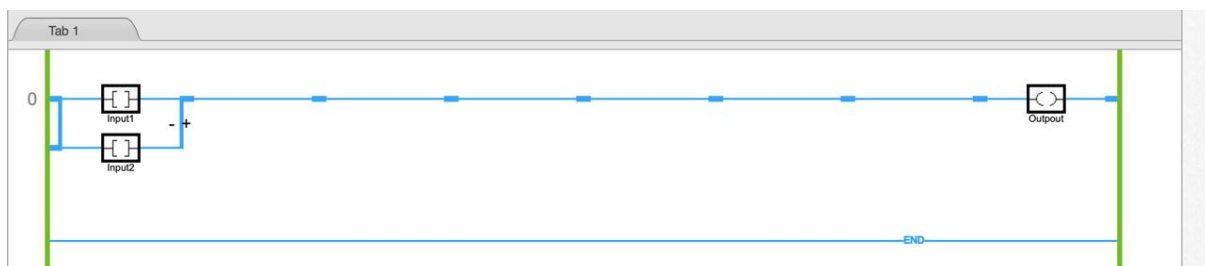 Tab 1
0
Input1
- +
Outpout
Input2
END